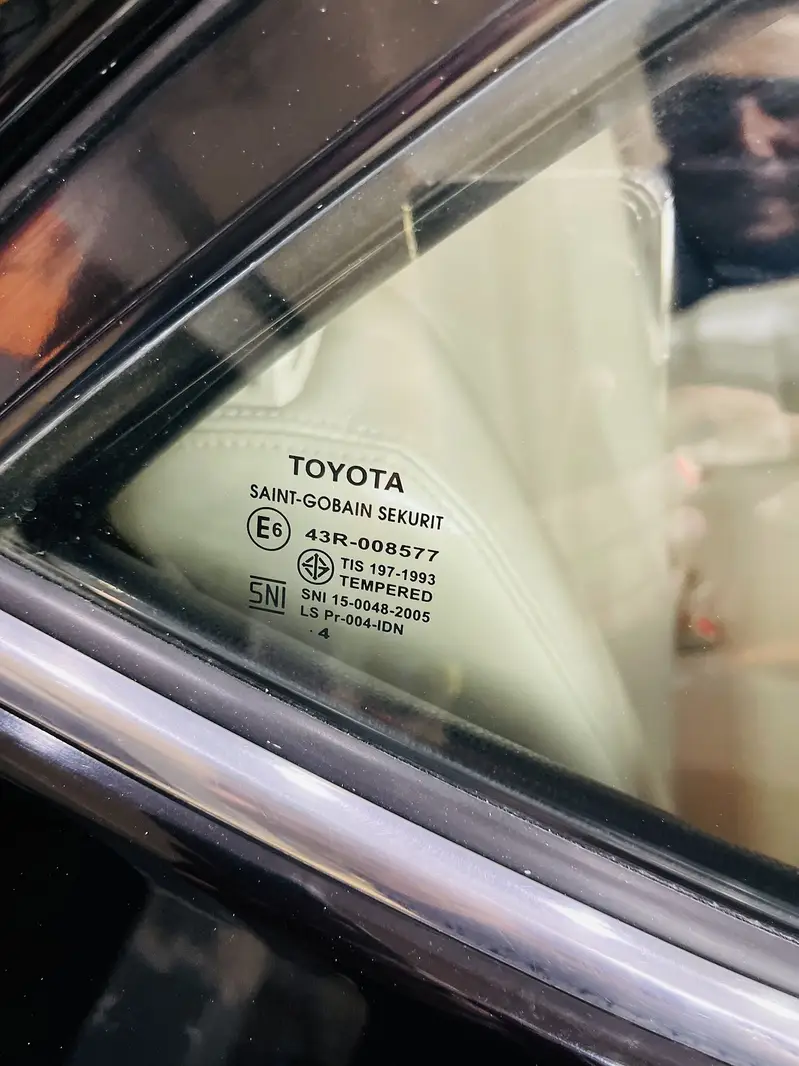 TOYOTA
SAINT-GOBAIN SEKURIT
E6 43R-008577
TIS 197-1993
TEMPERED
SNI SNI 15-0048-2005
LS Pr-004-IDN
. 4